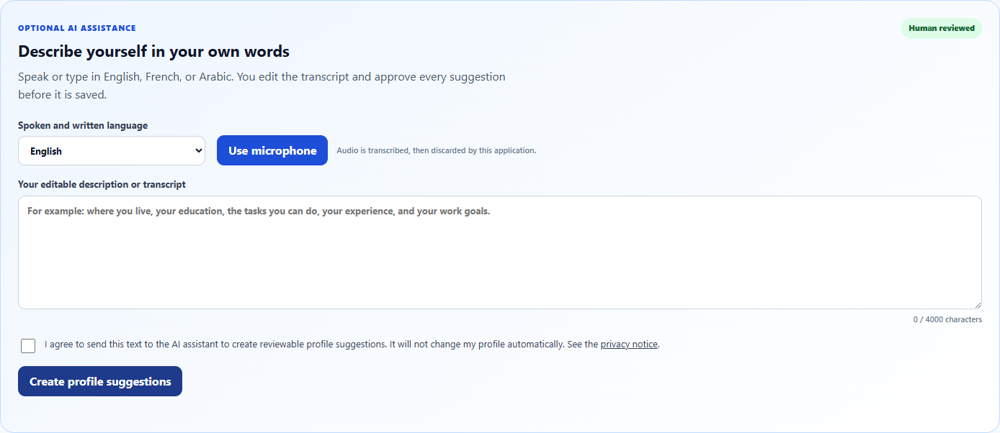 OPTIONAL AI ASSISTANCE
Human reviewed
Describe yourself in your own words
Speak or type in English, French, or Arabic. You edit the transcript and approve every suggestion
before it is saved.
Spoken and written language
English
Use microphone
Audio is transcribed, then discarded by this application.
Your editable description or transcript
For example: where you live, your education, the tasks you can do, your experience, and your work goals.
0 / 4000 characters
I agree to send this text to the AI assistant to create reviewable profile suggestions. It will not change my profile automatically. See the privacy notice.
Create profile suggestions